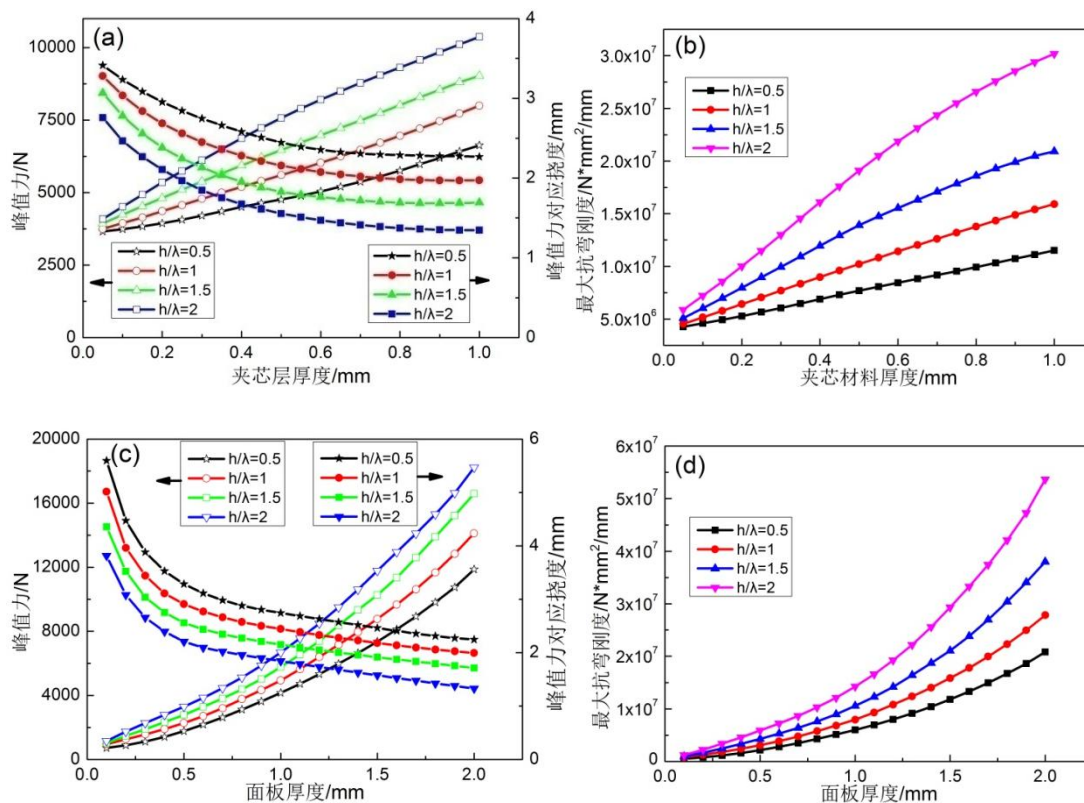 (a)
峰值力/N
10000
7500
5000
2500
0
4
3
2
1
0
峰值力对应挠度/mm
h/λ=0.5
h/λ=1
h/λ=1.5
h/λ=2
h/λ=0.5
h/λ=1
h/λ=1.5
h/λ=2
0.0 0.2 0.4 0.6 0.8 1.0
夹芯层厚度/mm
(b)
最大抗弯刚度/N*mm²/mm
3.0x10⁷
2.5x10⁷
2.0x10⁷
1.5x10⁷
1.0x10⁷
5.0x10⁶
h/λ=0.5
h/λ=1
h/λ=1.5
h/λ=2
0.0 0.2 0.4 0.6 0.8 1.0
夹芯材料厚度/mm
(c)
峰值力/N
20000
16000
12000
8000
4000
0
6
4
2
0
峰值力对应挠度/mm
h/λ=0.5
h/λ=1
h/λ=1.5
h/λ=2
h/λ=0.5
h/λ=1
h/λ=1.5
h/λ=2
0.0 0.5 1.0 1.5 2.0
面板厚度/mm
(d)
最大抗弯刚度/N*mm²/mm
6x10⁷
5x10⁷
4x10⁷
3x10⁷
2x10⁷
1x10⁷
0
h/λ=0.5
h/λ=1
h/λ=1.5
h/λ=2
0.0 0.5 1.0 1.5 2.0
面板厚度/mm